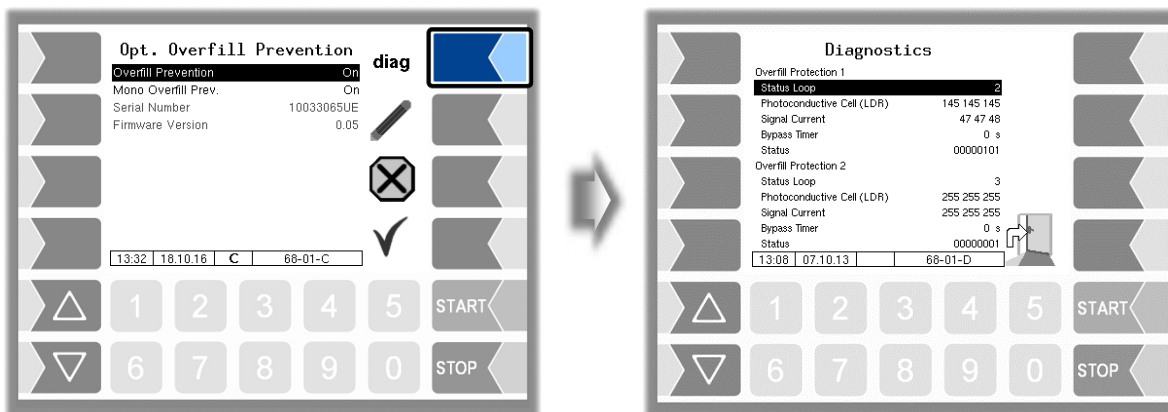 Opt. Overfill Prevention
diag
Overfill Prevention On
Mono Overfill Prev. On
Serial Number 10033065UE
Firmware Version 0.05
13:32 18.10.16 C 68-01-C
1 2 3 4 5 START
6 7 8 9 0 STOP
Diagnostics
Overfill Protection 1
Status Loop 2
Photoconductive Cell (LDR) 145 145 145
Signal Current 47 47 48
Bypass Timer 0 s
Status 00000101
Overfill Protection 2
Status Loop 3
Photoconductive Cell (LDR) 255 255 255
Signal Current 255 255 255
Bypass Timer 0 s
Status 00000001
13:08 07.10.13 68-01-D
1 2 3 4 5 START
6 7 8 9 0 STOP